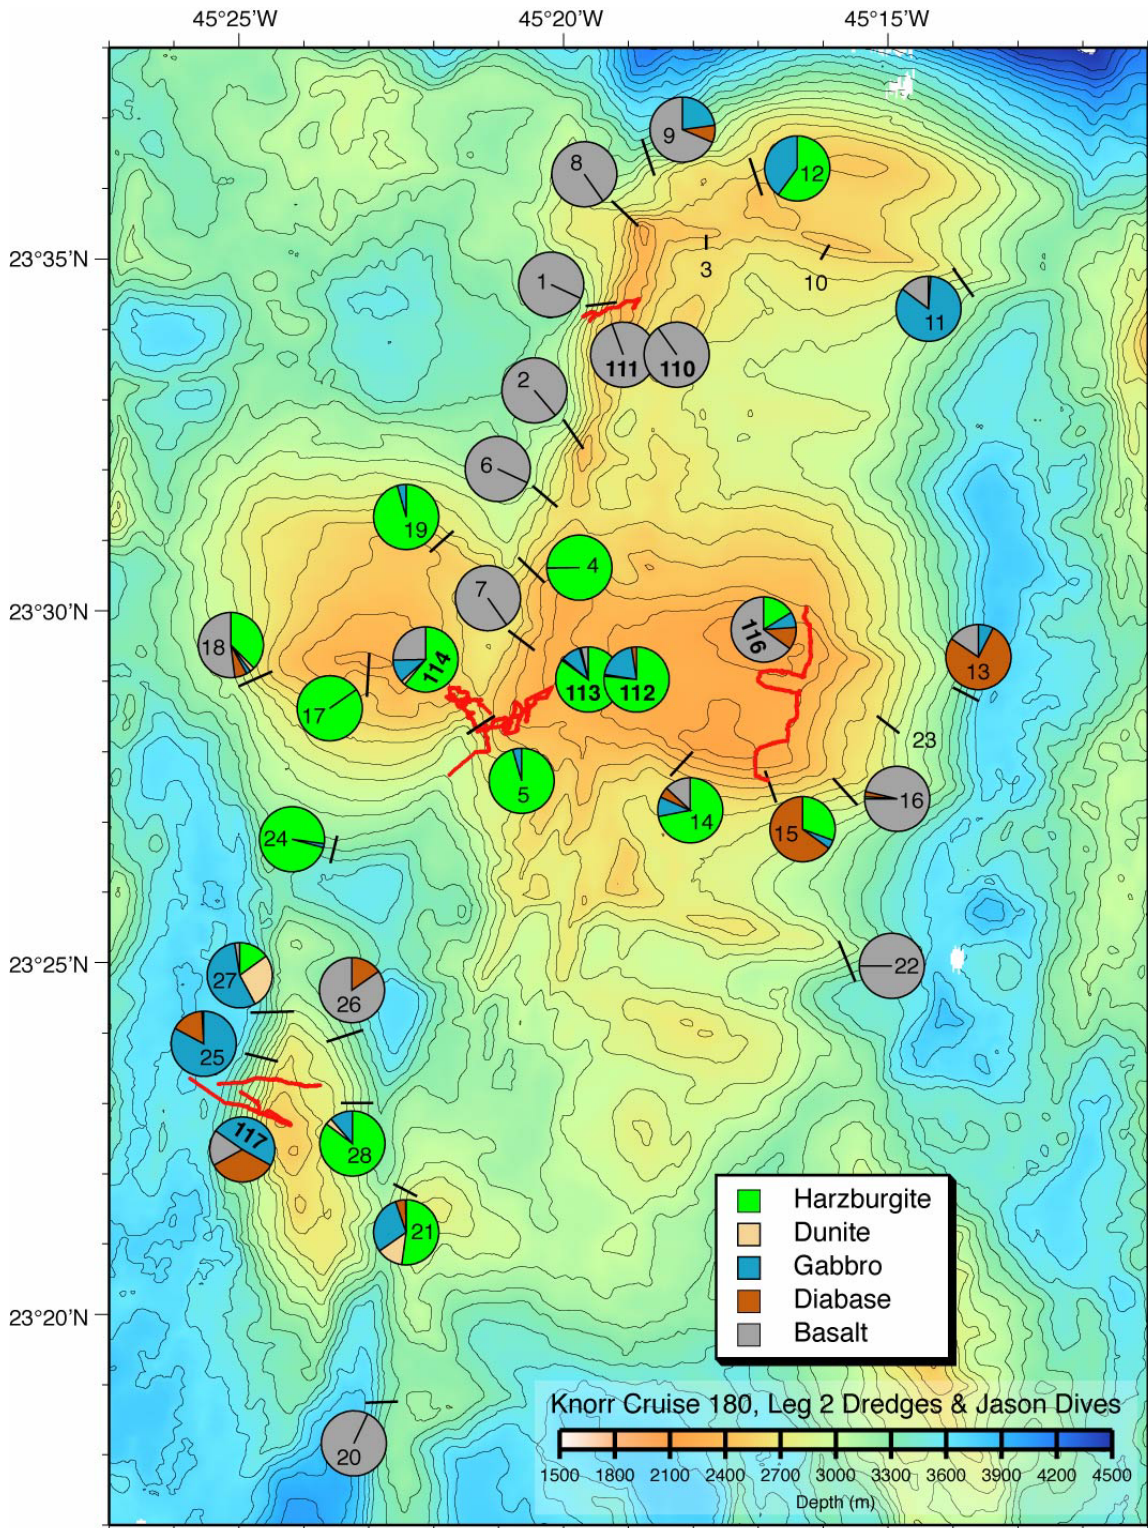 45°25'W 45°20'W 45°15'W
9
8
12
23°35'N
3
10
1
11
111 110
2
6
19
4
7
23°30'N
116
18
114
13
113 112
17
23
5
16
14
15
24
23°25'N
22
27
26
25
117
28
21
Harzburgite
Dunite
Gabbro
Diabase
Basalt
23°20'N
Knorr Cruise 180, Leg 2 Dredges & Jason Dives
20
1500 1800 2100 2400 2700 3000 3300 3600 3900 4200 4500
Depth (m)